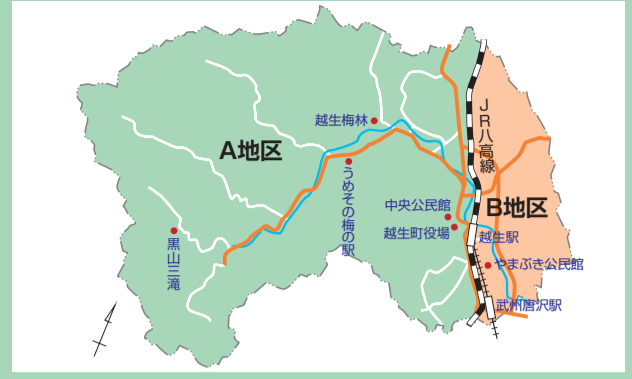 越生梅林
JR八高線
A地区
うめその梅の駅
中央公民館
B地区
越生町役場
越生駅
黒山三滝
やまぶき公民館
武州唐沢駅